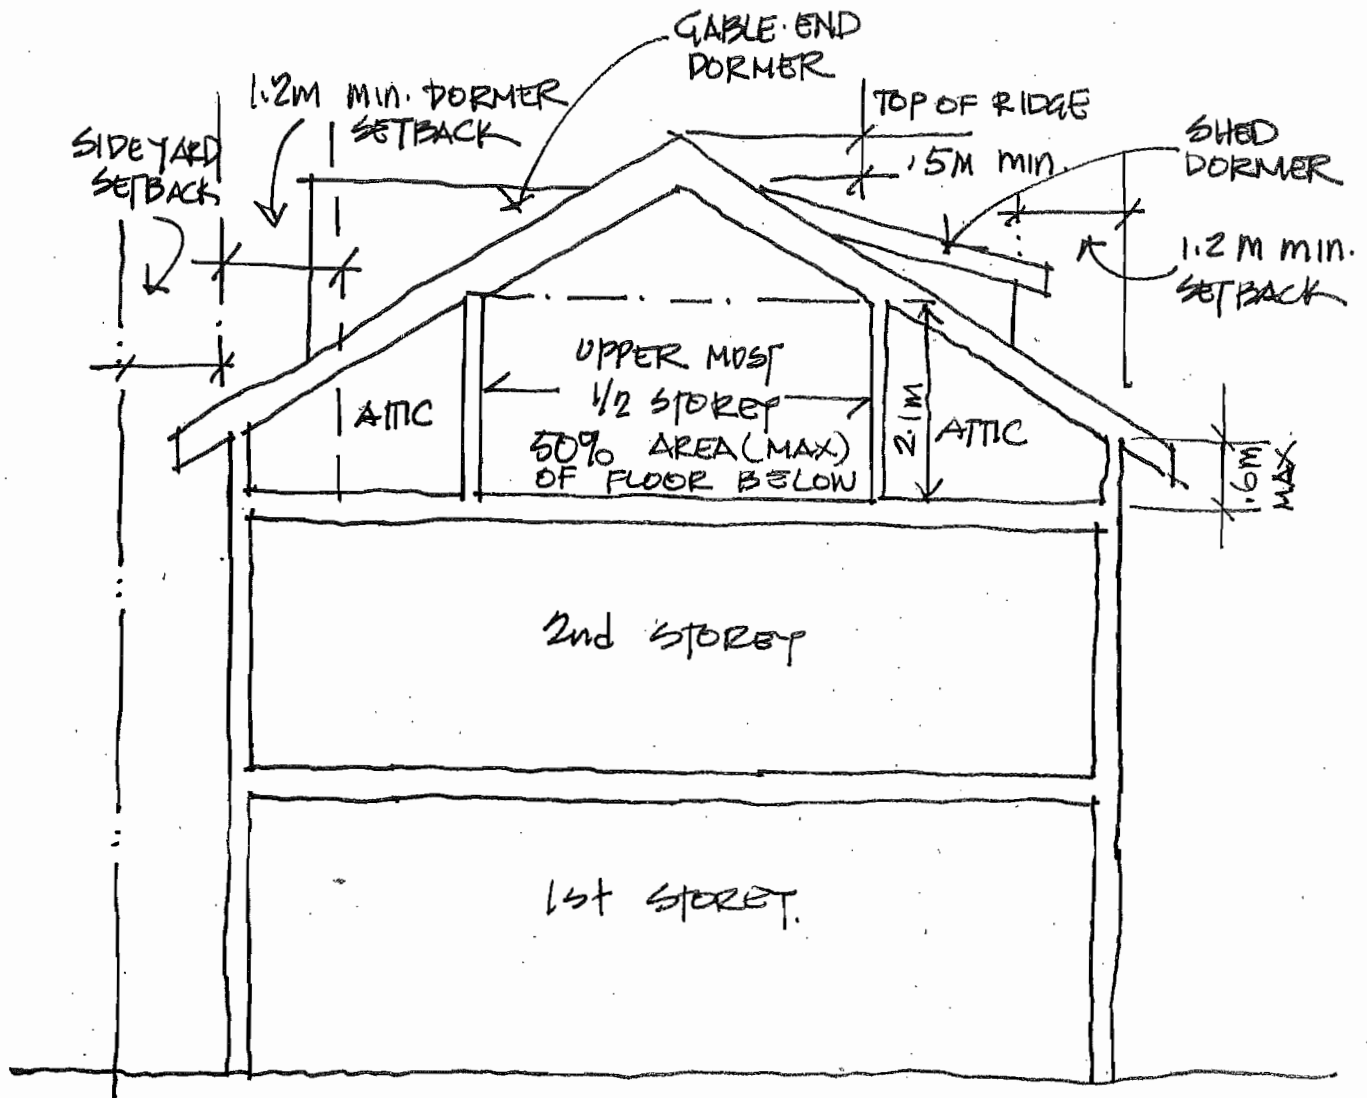 GABLE-END
DORMER
1.2m min. DORMER
SETBACK
SIDEYARD
SETBACK
TOP OF RIDGE
.5M min.
SHED
DORMER
1.2M min.
SETBACK
UPPER MOST
1/2 STOREY
50% AREA (MAX)
OF FLOOR BELOW
ATTIC
2.1M
ATTIC
.6M
MAX
2nd STOREY
1st STOREY.